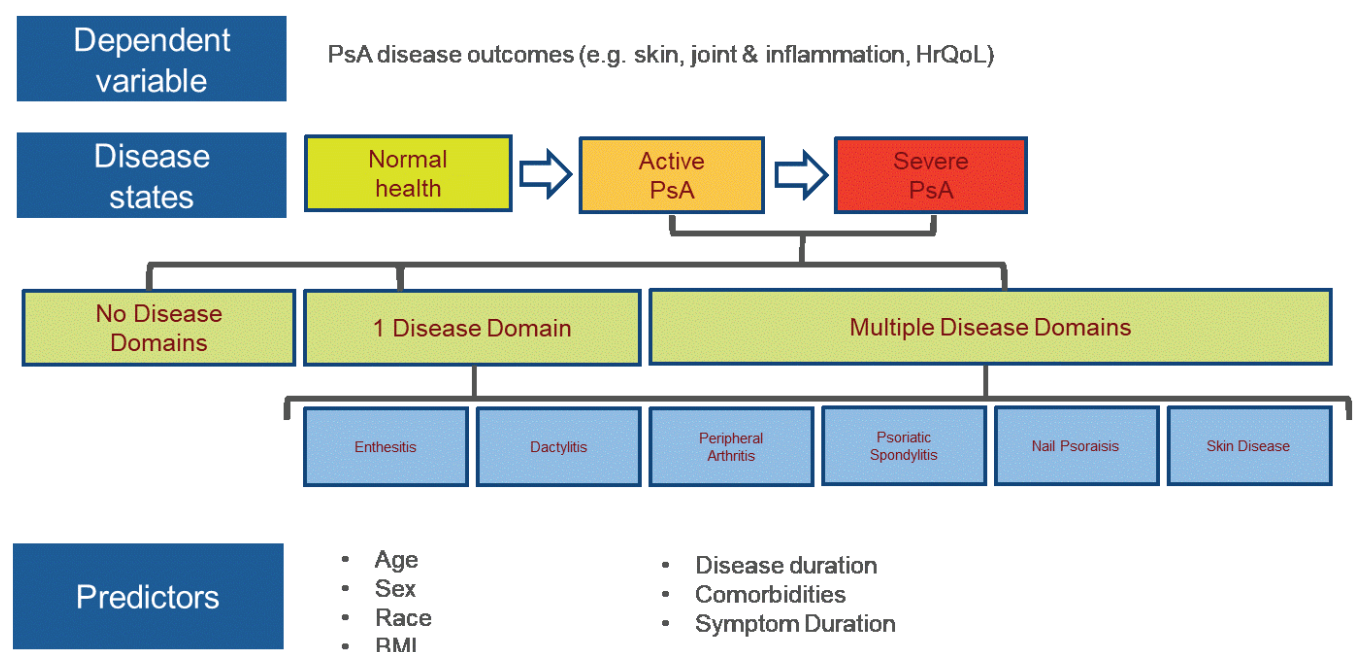 Dependent
variable
PsA disease outcomes (e.g. skin, joint & inflammation, HrQoL)
Disease
states
Normal
health
Active
PsA
Severe
PsA
No Disease
Domains
1 Disease Domain
Multiple Disease Domains
Enthesitis
Dactylitis
Peripheral
Arthritis
Psoriatic
Spondylitis
Nail Psoraisis
Skin Disease
Predictors
• Age
• Sex
• Race
• BMI
• Disease duration
• Comorbidities
• Symptom Duration